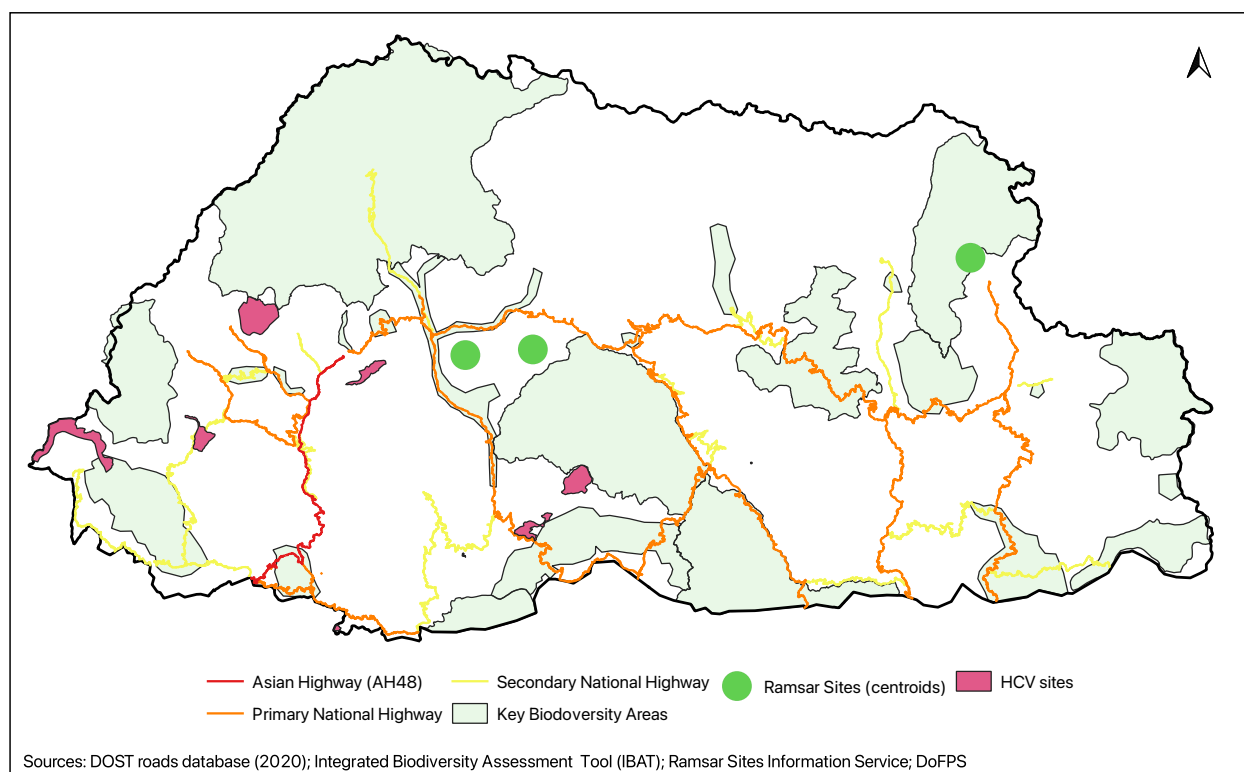 Asian Highway (AH48)
Secondary National Highway
Ramsar Sites (centroids)
HCV sites
Primary National Highway
Key Biodoversity Areas
Sources: DOST roads database (2020); Integrated Biodiversity Assessment Tool (IBAT); Ramsar Sites Information Service; DoFPS